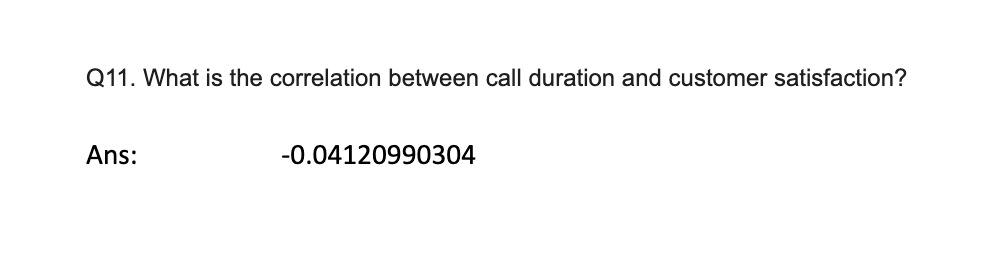 Q11. What is the correlation between call duration and customer satisfaction?
Ans: -0.04120990304